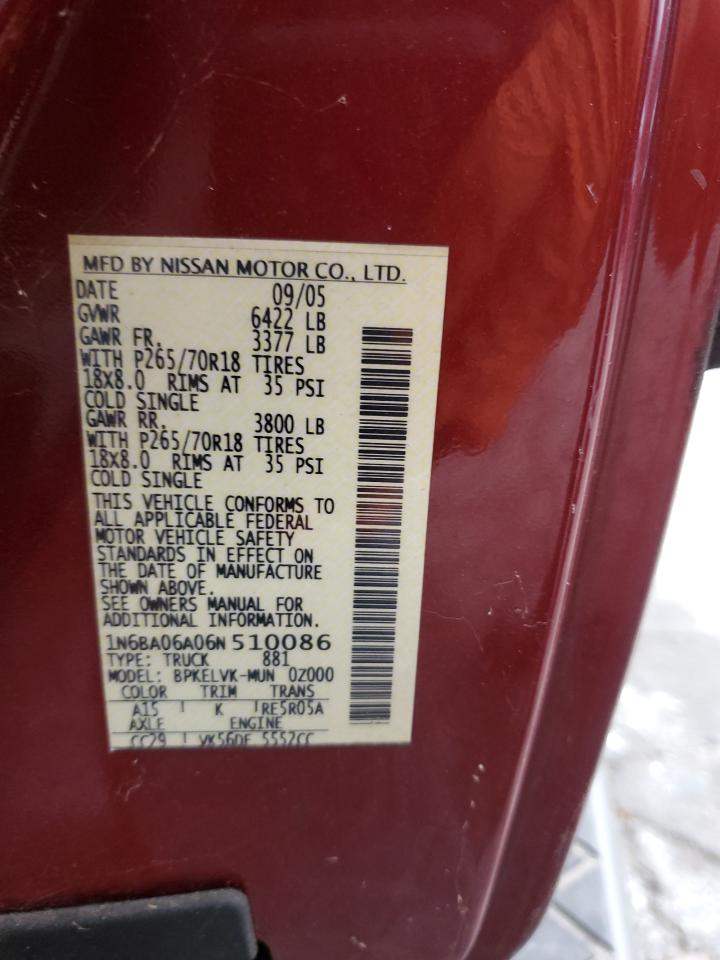 MFD BY NISSAN MOTOR CO., LTD.
DATE 09/05
GVWR 6422 LB
GAWR FR. 3377 LB
WITH P265/70R18 TIRES
18X8.0 RIMS AT 35 PSI
COLD SINGLE
GAWR RR. 3800 LB
WITH P265/70R18 TIRES
18X8.0 RIMS AT 35 PSI
COLD SINGLE
THIS VEHICLE CONFORMS TO
ALL APPLICABLE FEDERAL
MOTOR VEHICLE SAFETY
STANDARDS IN EFFECT ON
THE DATE OF MANUFACTURE
SHOWN ABOVE.
SEE OWNERS MANUAL FOR
ADDITIONAL INFORMATION.
1N6BA06A06N510086
TYPE: TRUCK 881
MODEL: BPKELVK-MUN 0Z000
COLOR TRIM TRANS
A15 K RE5R05A
AXLE ENGINE
CC29 VK56DE 5552CC